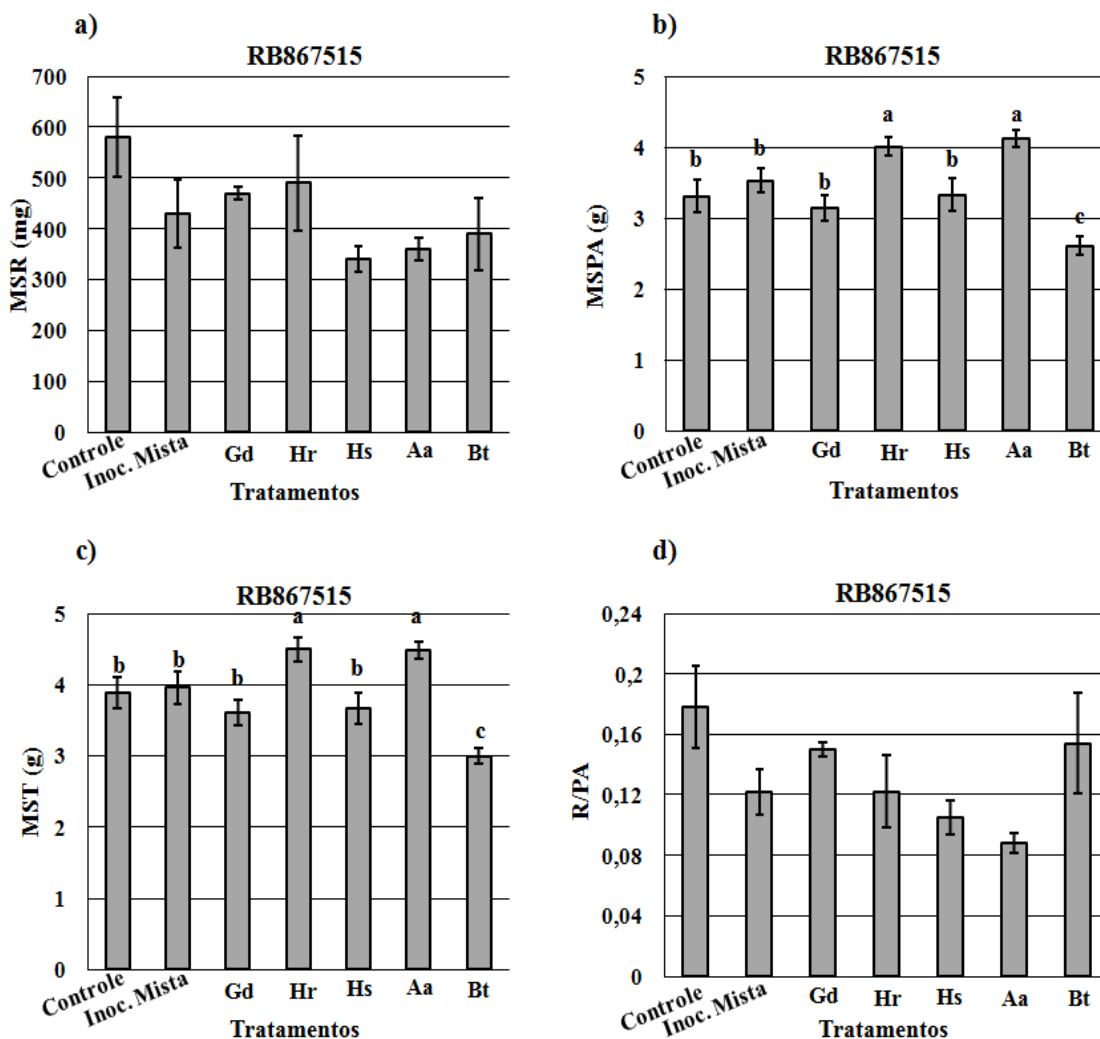 a)
RB867515
MSR (mg)
700
600
500
400
300
200
100
0
Controle
Inoc. Mista
Gd
Hr
Hs
Aa
Bt
Tratamentos
b)
RB867515
MSPA (g)
5
4
3
2
1
0
b
b
b
a
b
a
c
Controle
Inoc. Mista
Gd
Hr
Hs
Aa
Bt
Tratamentos
c)
RB867515
MST (g)
5
4
3
2
1
0
b
b
b
a
b
a
c
Controle
Inoc. Mista
Gd
Hr
Hs
Aa
Bt
Tratamentos
d)
RB867515
R/PA
0,24
0,2
0,16
0,12
0,08
0,04
0
Controle
Inoc. Mista
Gd
Hr
Hs
Aa
Bt
Tratamentos